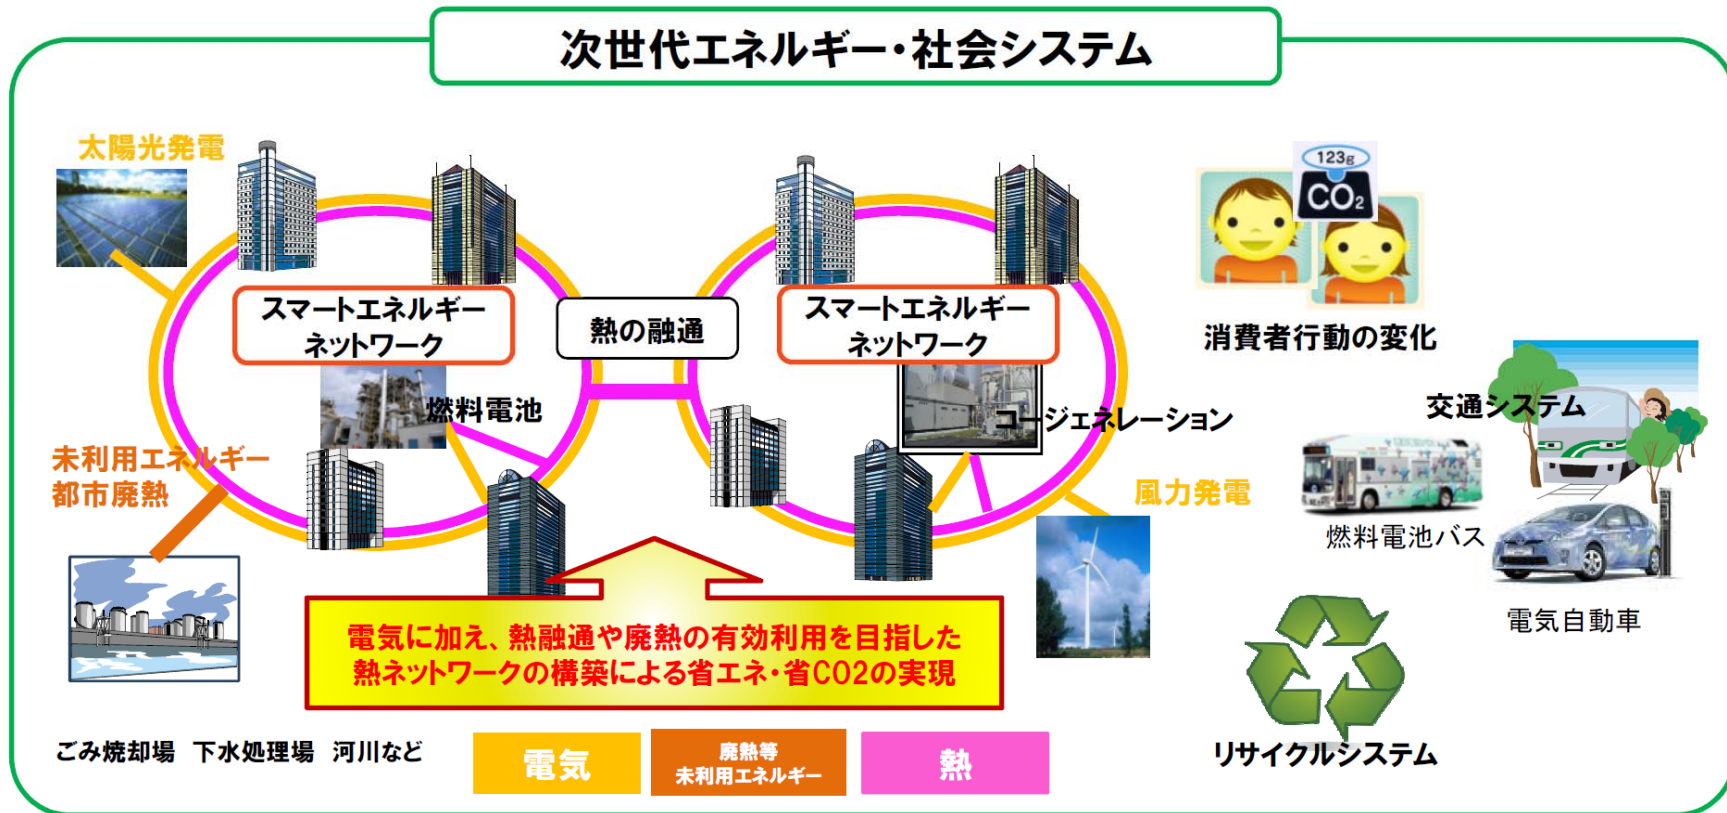 次世代エネルギー・社会システム
太陽光発電
スマートエネルギー
ネットワーク
熱の融通
スマートエネルギー
ネットワーク
123g
CO₂
消費者行動の変化
燃料電池
コージェネレーション
交通システム
未利用エネルギー
都市廃熱
風力発電
燃料電池バス
電気自動車
電気に加え、熱融通や廃熱の有効利用を目指した
熱ネットワークの構築による省エネ・省CO2の実現
ごみ焼却場 下水処理場 河川など
電気
廃熱等
未利用エネルギー
熱
リサイクルシステム